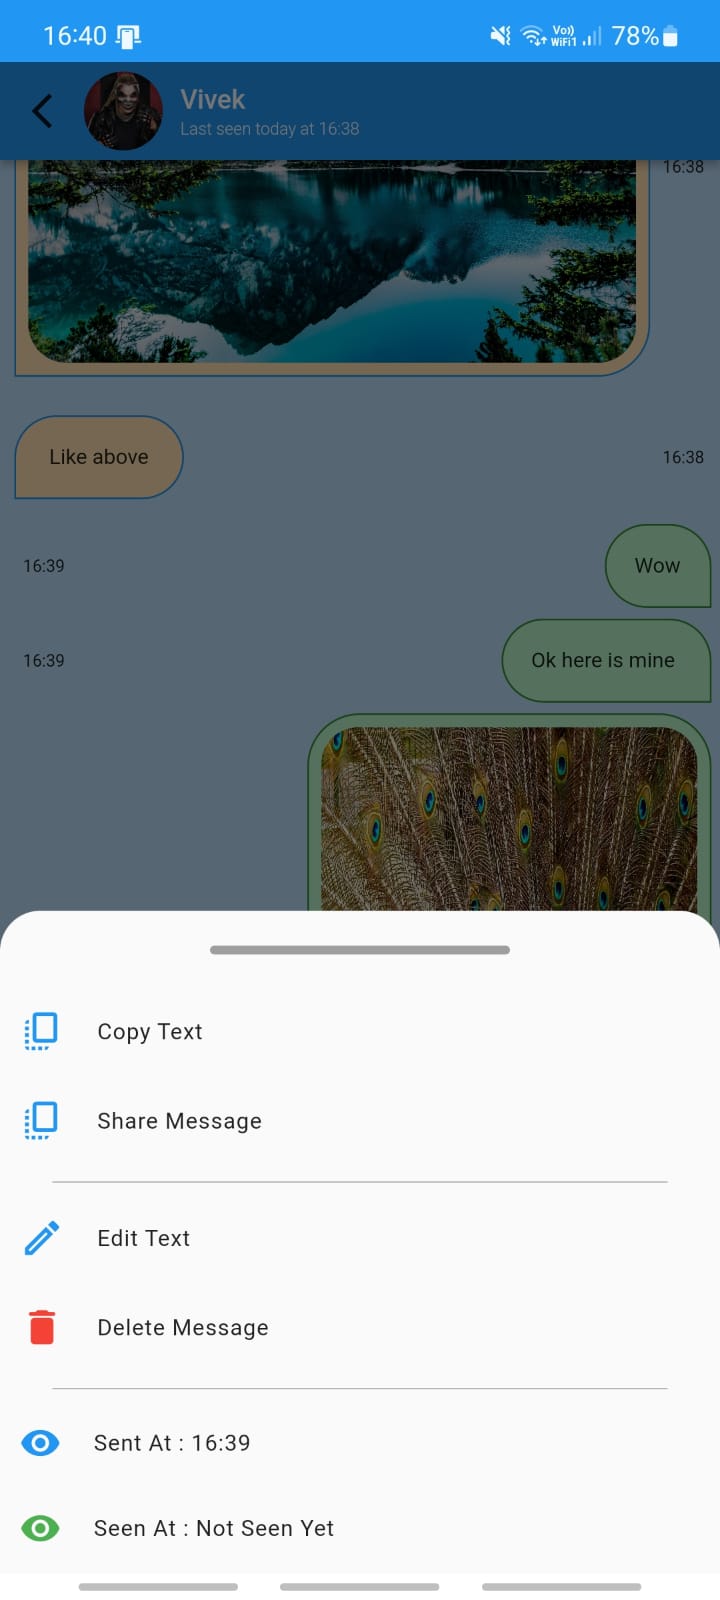 16:40 Vo)) WiFi1 78%
Vivek
Last seen today at 16:38
16:38
Like above
16:38
16:39
Wow
16:39
Ok here is mine
Copy Text
Share Message
Edit Text
Delete Message
Sent At : 16:39
Seen At : Not Seen Yet